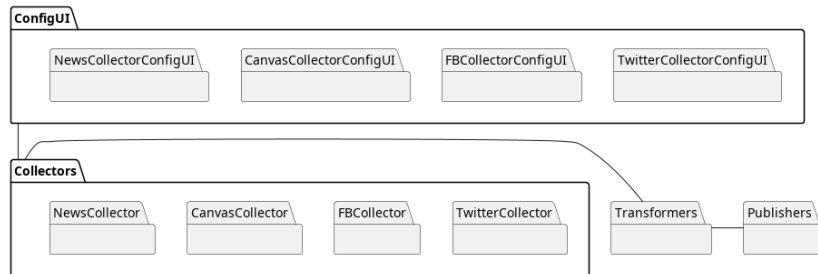 ConfigUI
NewsCollectorConfigUI
CanvasCollectorConfigUI
FBCollectorConfigUI
TwitterCollectorConfigUI
Collectors
NewsCollector
CanvasCollector
FBCollector
TwitterCollector
Transformers
Publishers